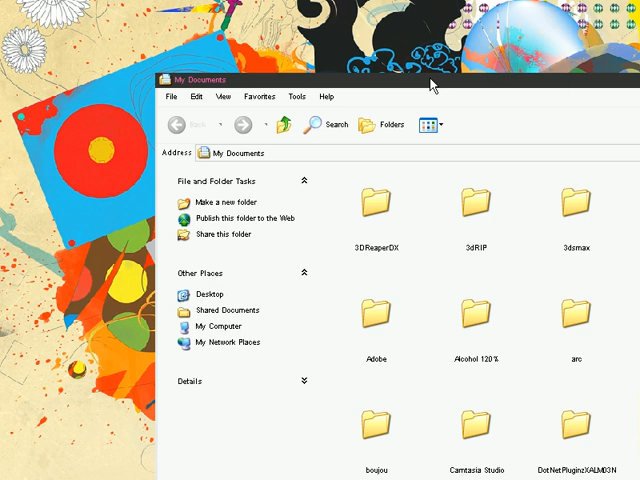 My Documents
File Edit View Favorites Tools Help
Back Search Folders
Address My Documents
File and Folder Tasks
Make a new folder
Publish this folder to the Web
Share this folder
Other Places
Desktop
Shared Documents
My Computer
My Network Places
Details
3DReaperDX 3dRIP 3dsmax
Adobe Alcohol 120% arc
boujou Camtasia Studio DotNetPluginzXALM03N